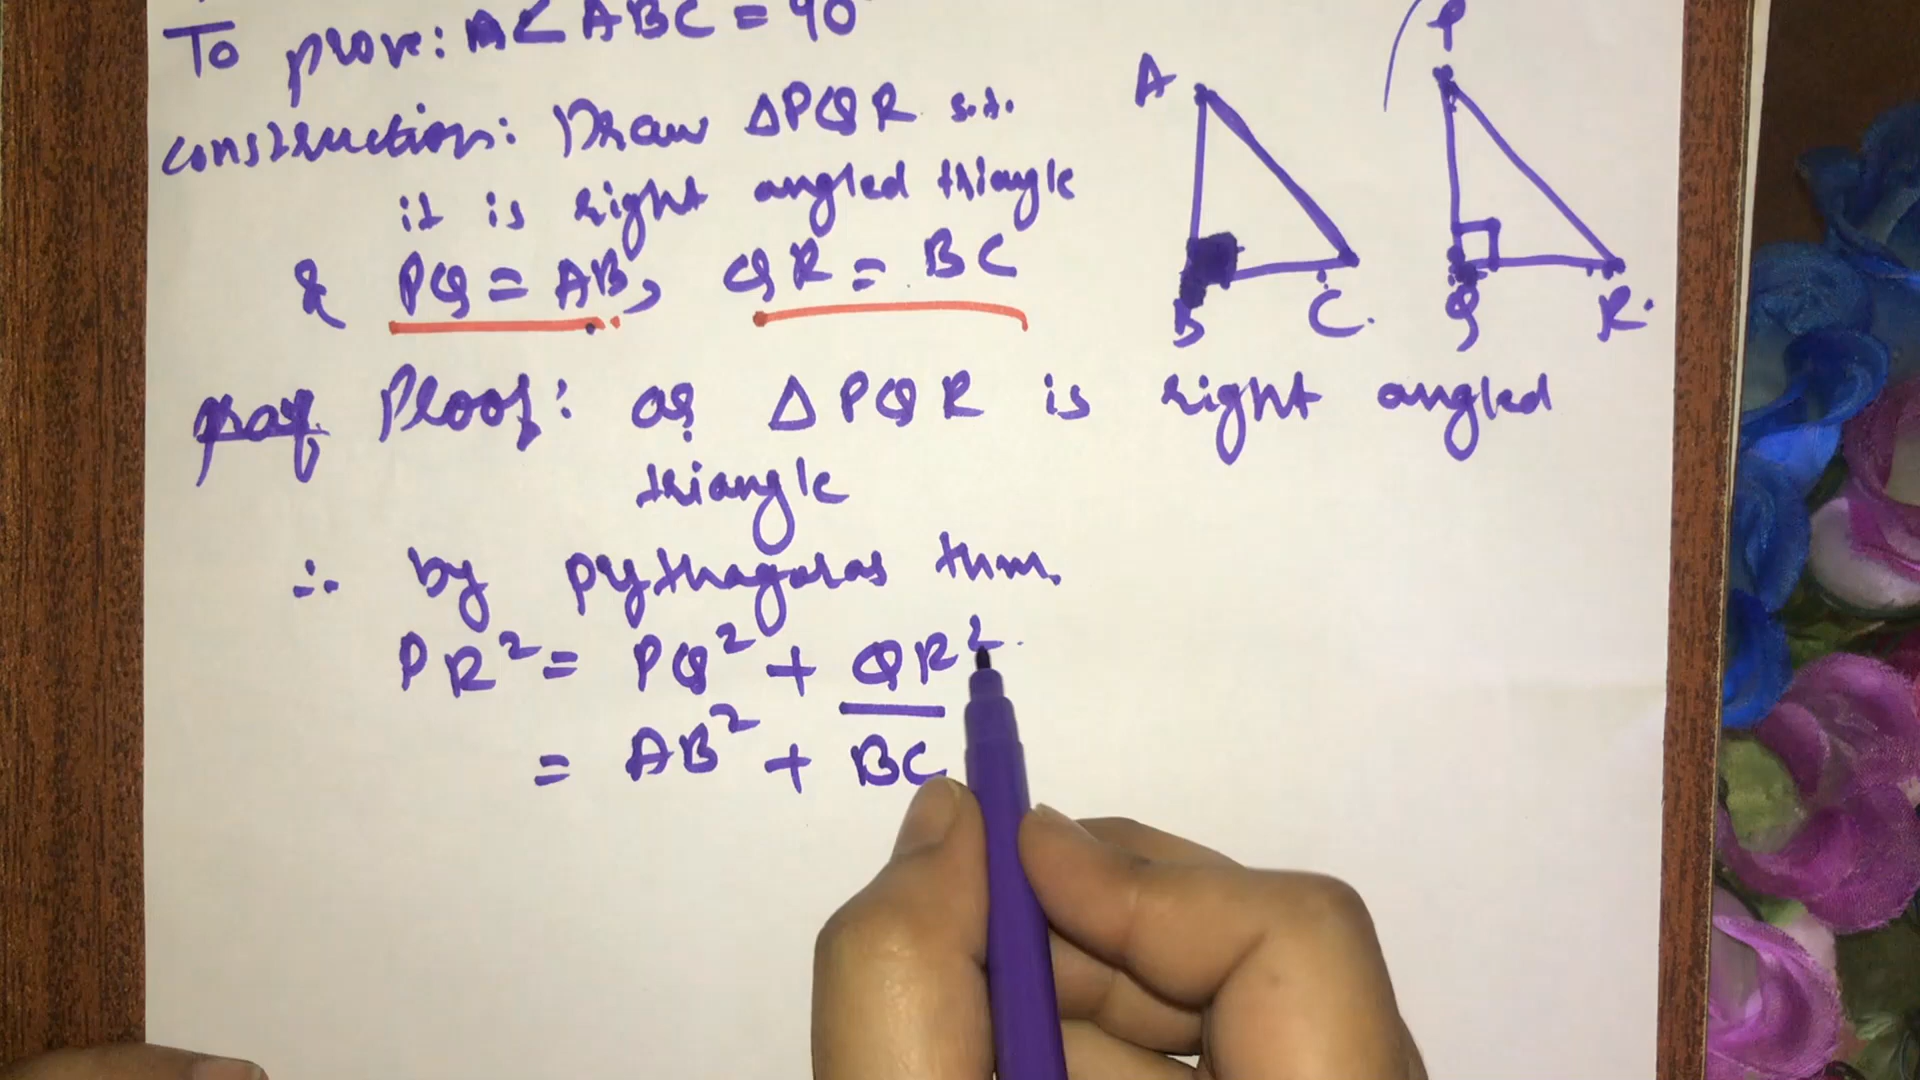 To prove: m∠ABC = 90°
construction: Draw ΔPQR s.t.
it is right angled triangle
& PQ = AB, QR = BC
A
B
C
P
Q
R
Proof: as ΔPQR is right angled
triangle
∴ by pythagoras thm.
PR² = PQ² + QR²
= AB² + BC